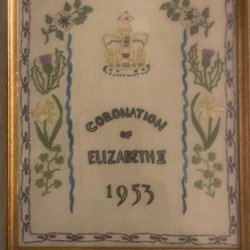 CORONATION
OF
ELIZABETH II
1953